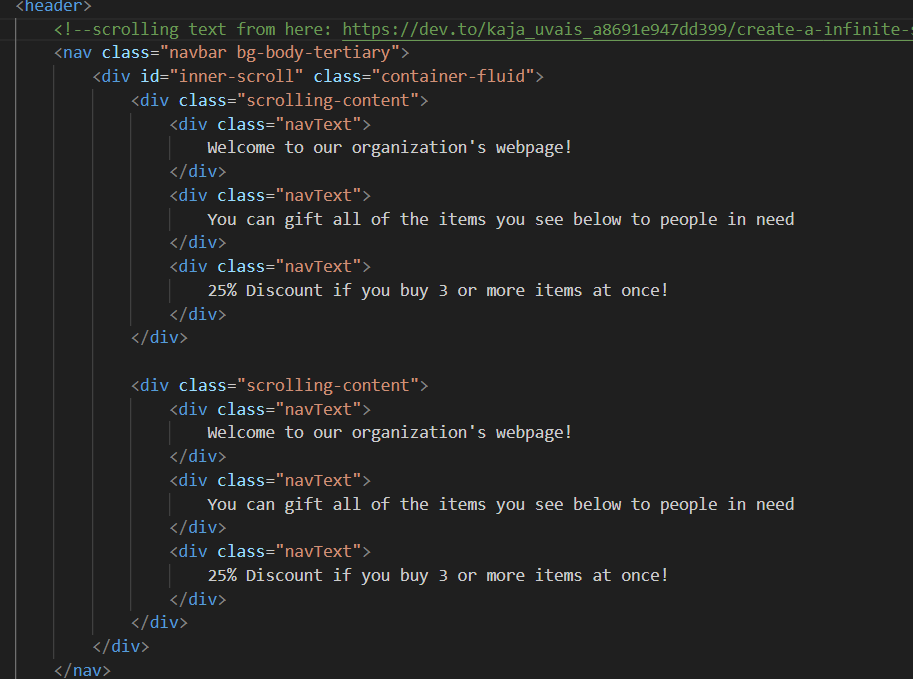 <header>
<!--scrolling text from here: https://dev.to/kaja_uvais_a8691e947dd399/create-a-infinite-s
<nav class="navbar bg-body-tertiary">
<div id="inner-scroll" class="container-fluid">
<div class="scrolling-content">
<div class="navText">
Welcome to our organization's webpage!
</div>
<div class="navText">
You can gift all of the items you see below to people in need
</div>
<div class="navText">
25% Discount if you buy 3 or more items at once!
</div>
</div>
<div class="scrolling-content">
<div class="navText">
Welcome to our organization's webpage!
</div>
<div class="navText">
You can gift all of the items you see below to people in need
</div>
<div class="navText">
25% Discount if you buy 3 or more items at once!
</div>
</div>
</div>
</nav>